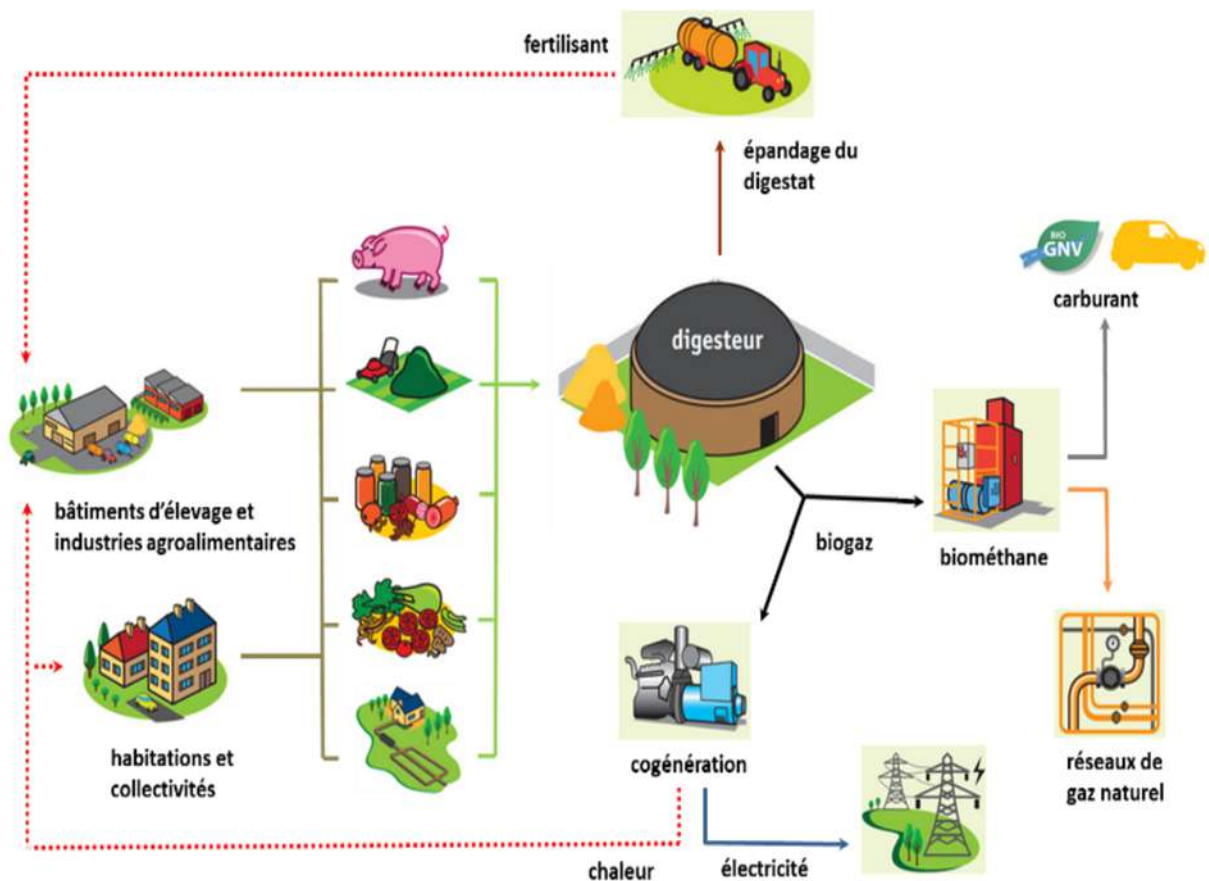 fertilisant
épandage du
digestat
BIO
GNV
carburant
digesteur
bâtiments d'élevage et
industries agroalimentaires
biogaz
biométhane
habitations et
collectivités
cogénération
réseaux de
gaz naturel
chaleur
électricité